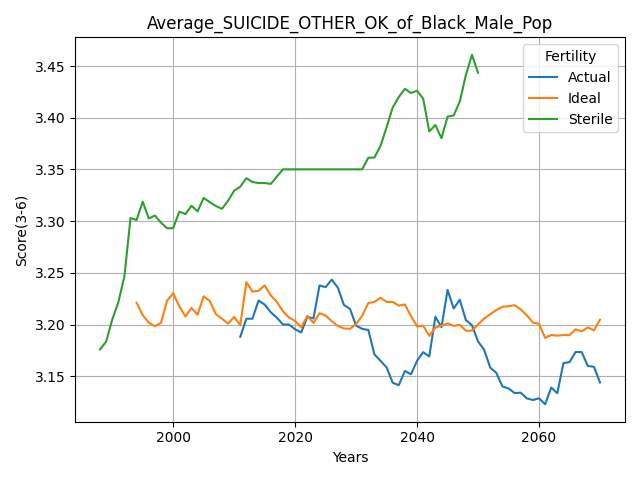 Average_SUICIDE_OTHER_OK_of_Black_Male_Pop
Fertility
Actual
Ideal
Sterile
Score(3-6)
3.45
3.40
3.35
3.30
3.25
3.20
3.15
2000
2020
2040
2060
Years